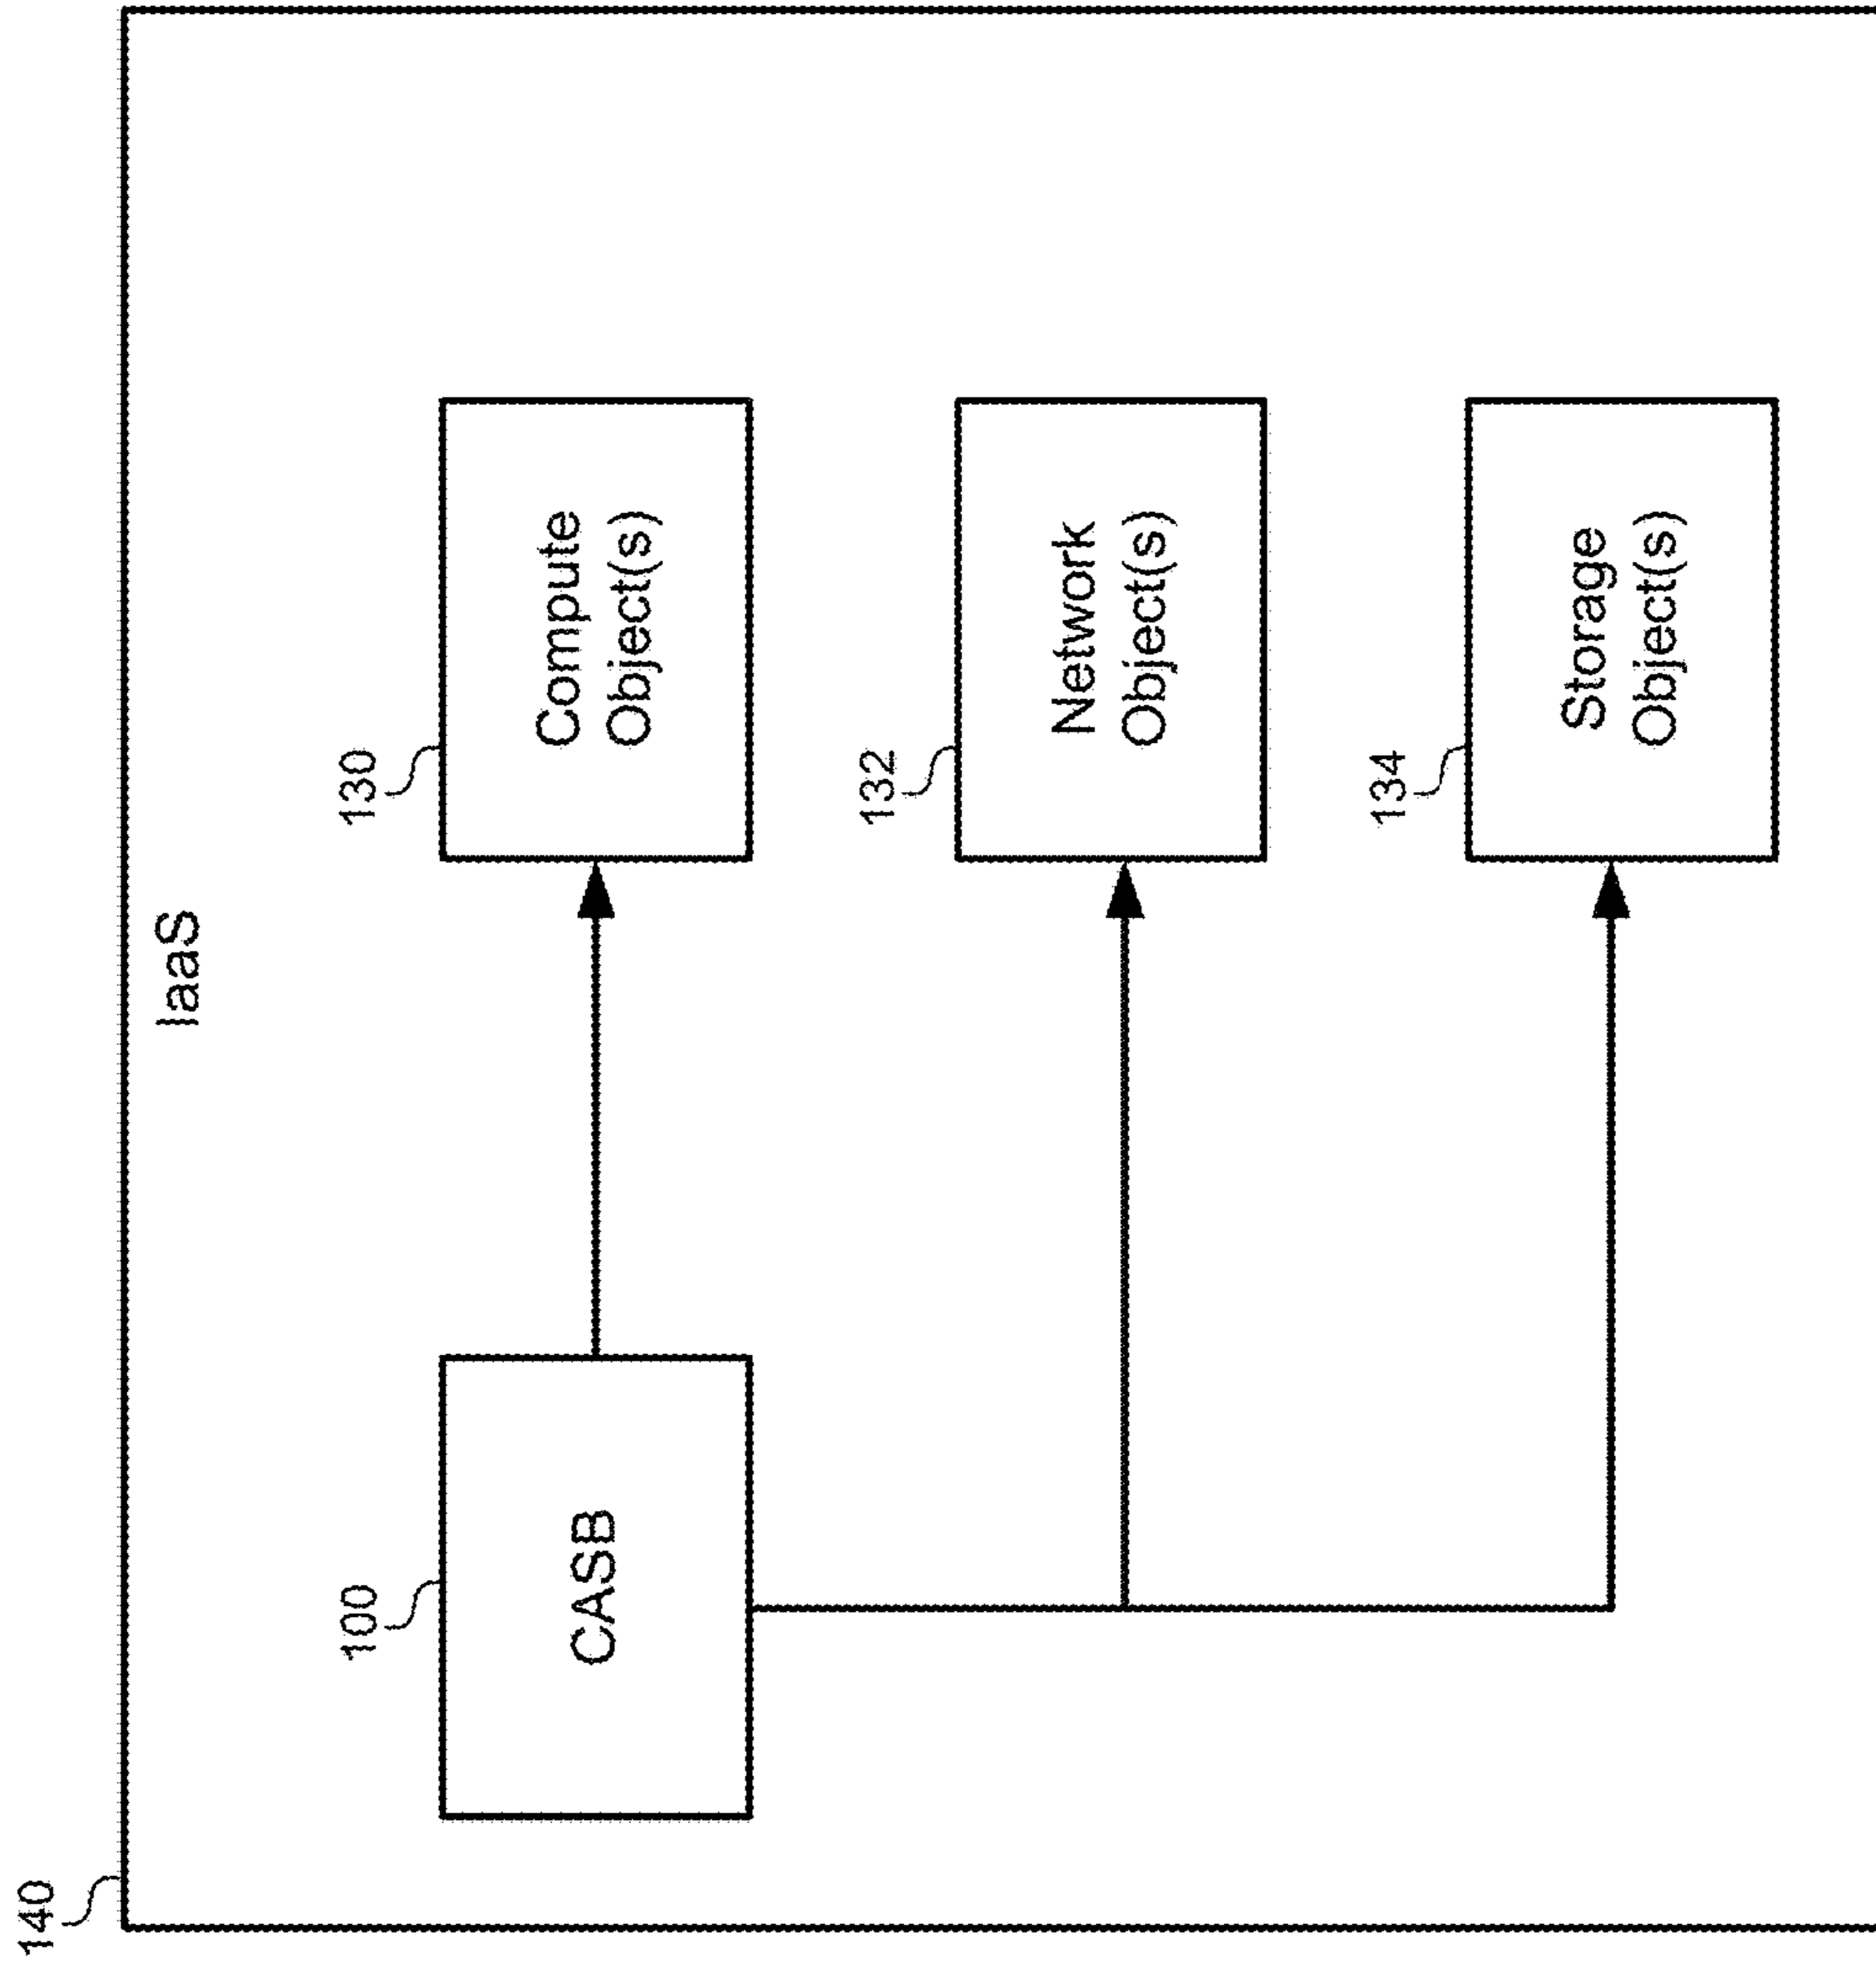 140
IaaS
100
CASB
130
Compute
Object(s)
132
Network
Object(s)
134
Storage
Object(s)